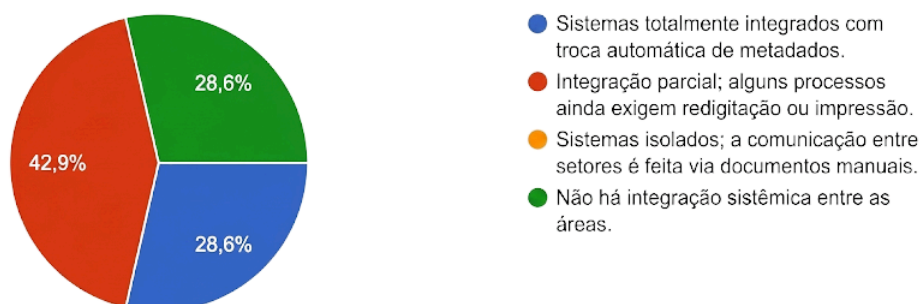 28,6%
42,9%
28,6%
Sistemas totalmente integrados com
troca automática de metadados.
Integração parcial; alguns processos
ainda exigem redigitação ou impressão.
Sistemas isolados; a comunicação entre
setores é feita via documentos manuais.
Não há integração sistêmica entre as
áreas.